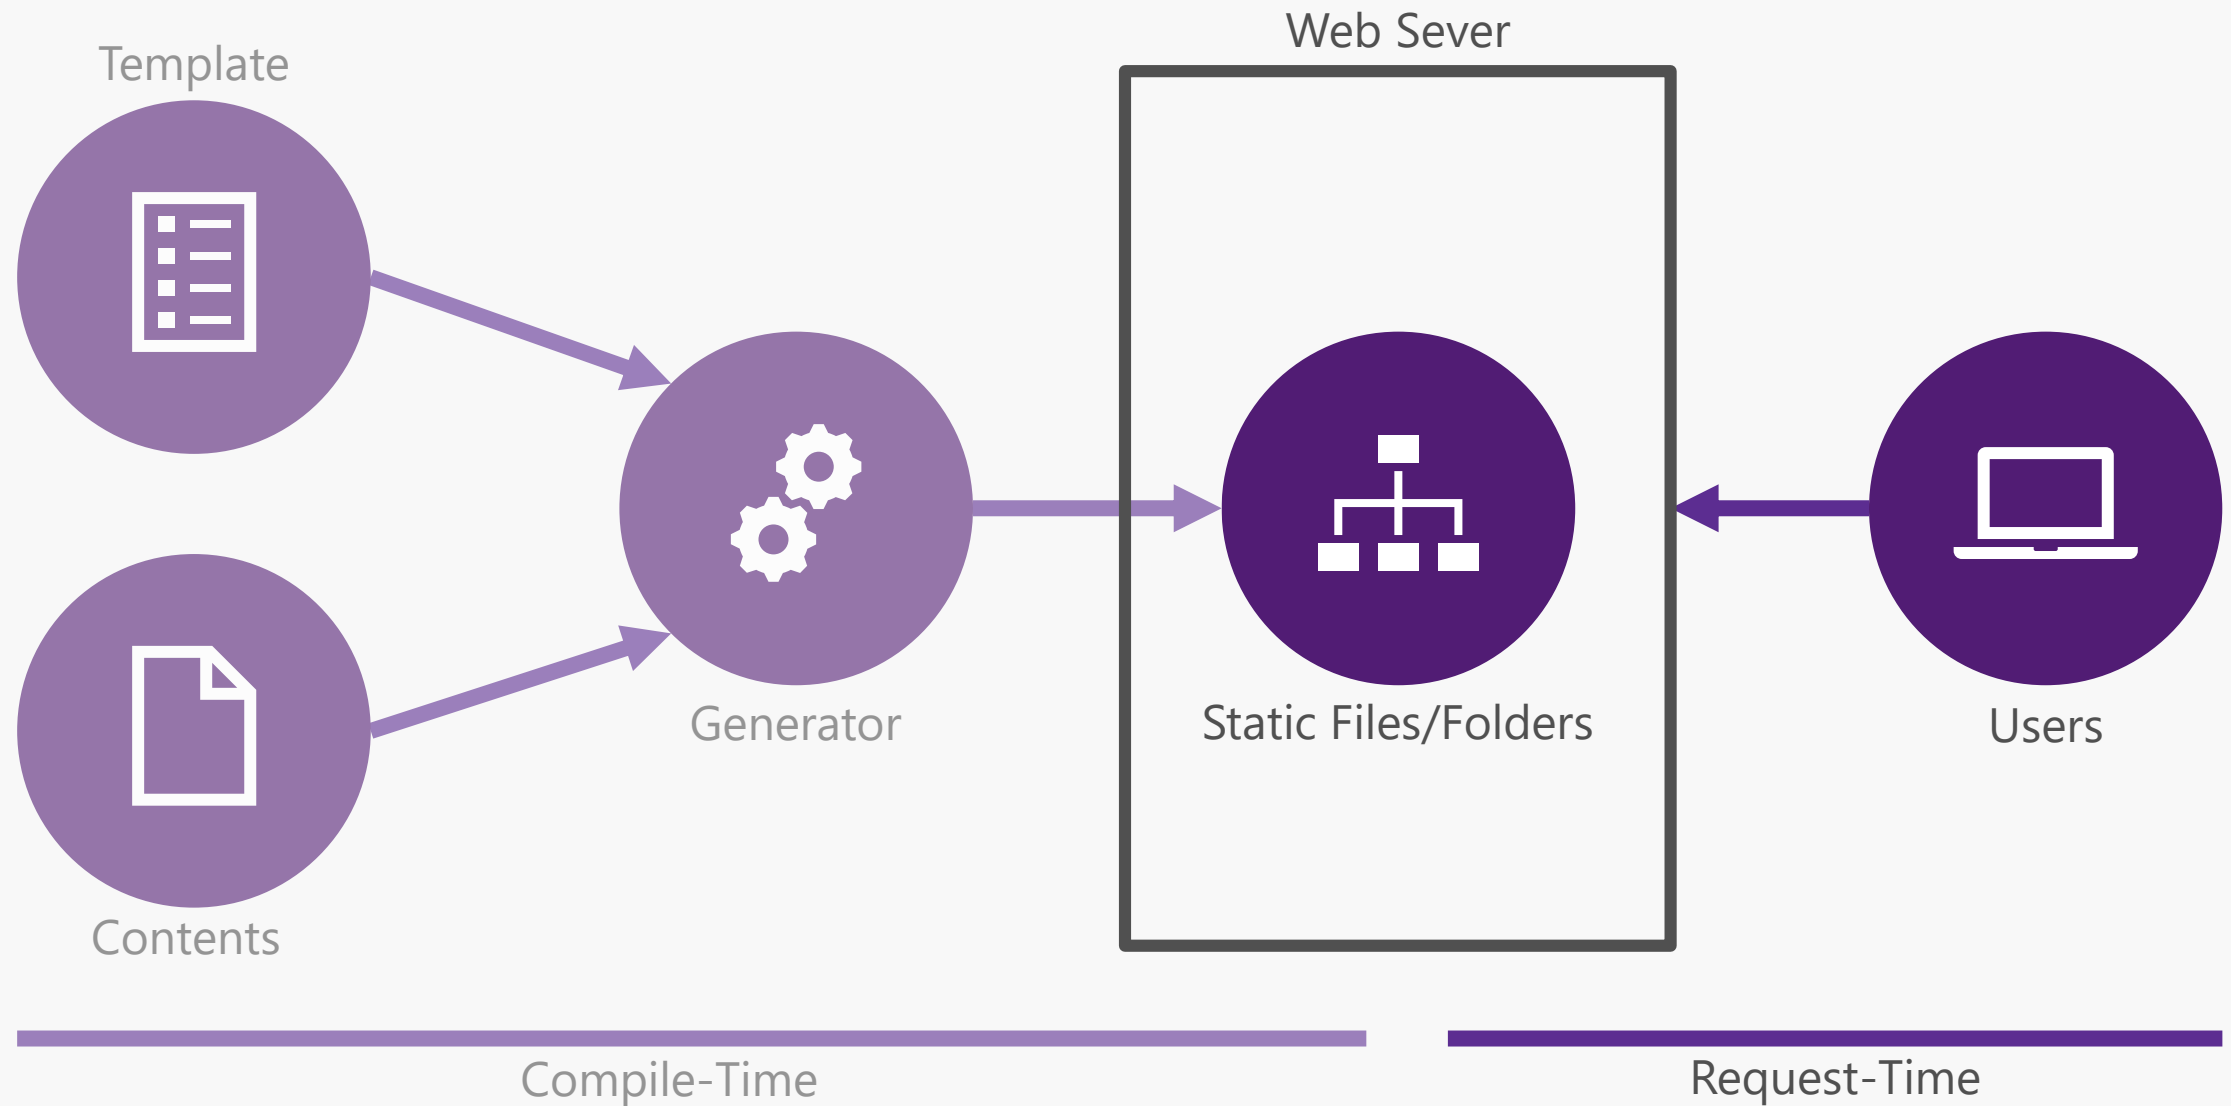 Web Sever
Template
Generator
Static Files/Folders
Users
Contents
Compile-Time
Request-Time